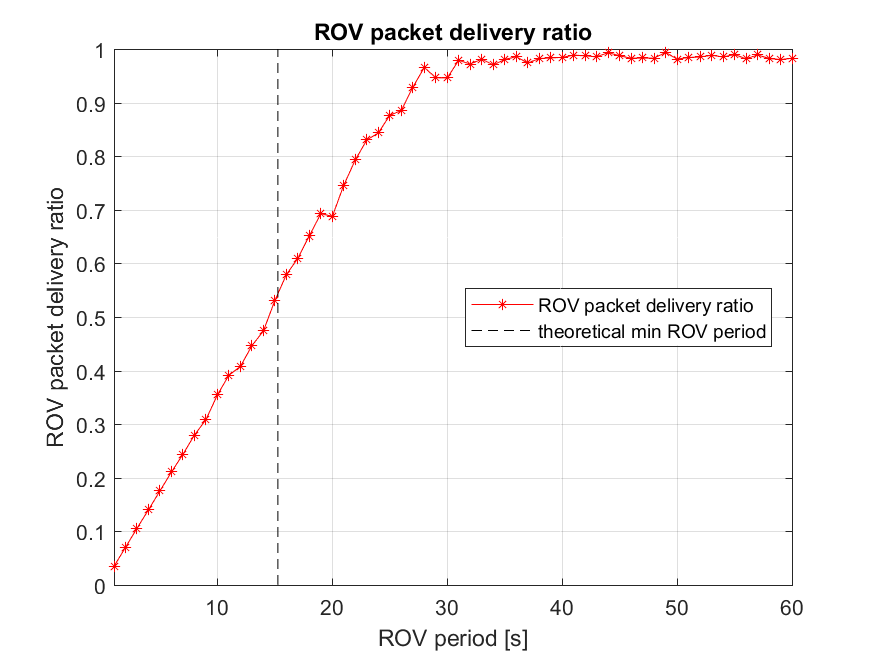 ROV packet delivery ratio
1
0.9
0.8
0.7
0.6
0.5
0.4
0.3
0.2
0.1
0
ROV packet delivery ratio
ROV packet delivery ratio
theoretical min ROV period
10 20 30 40 50 60
ROV period [s]